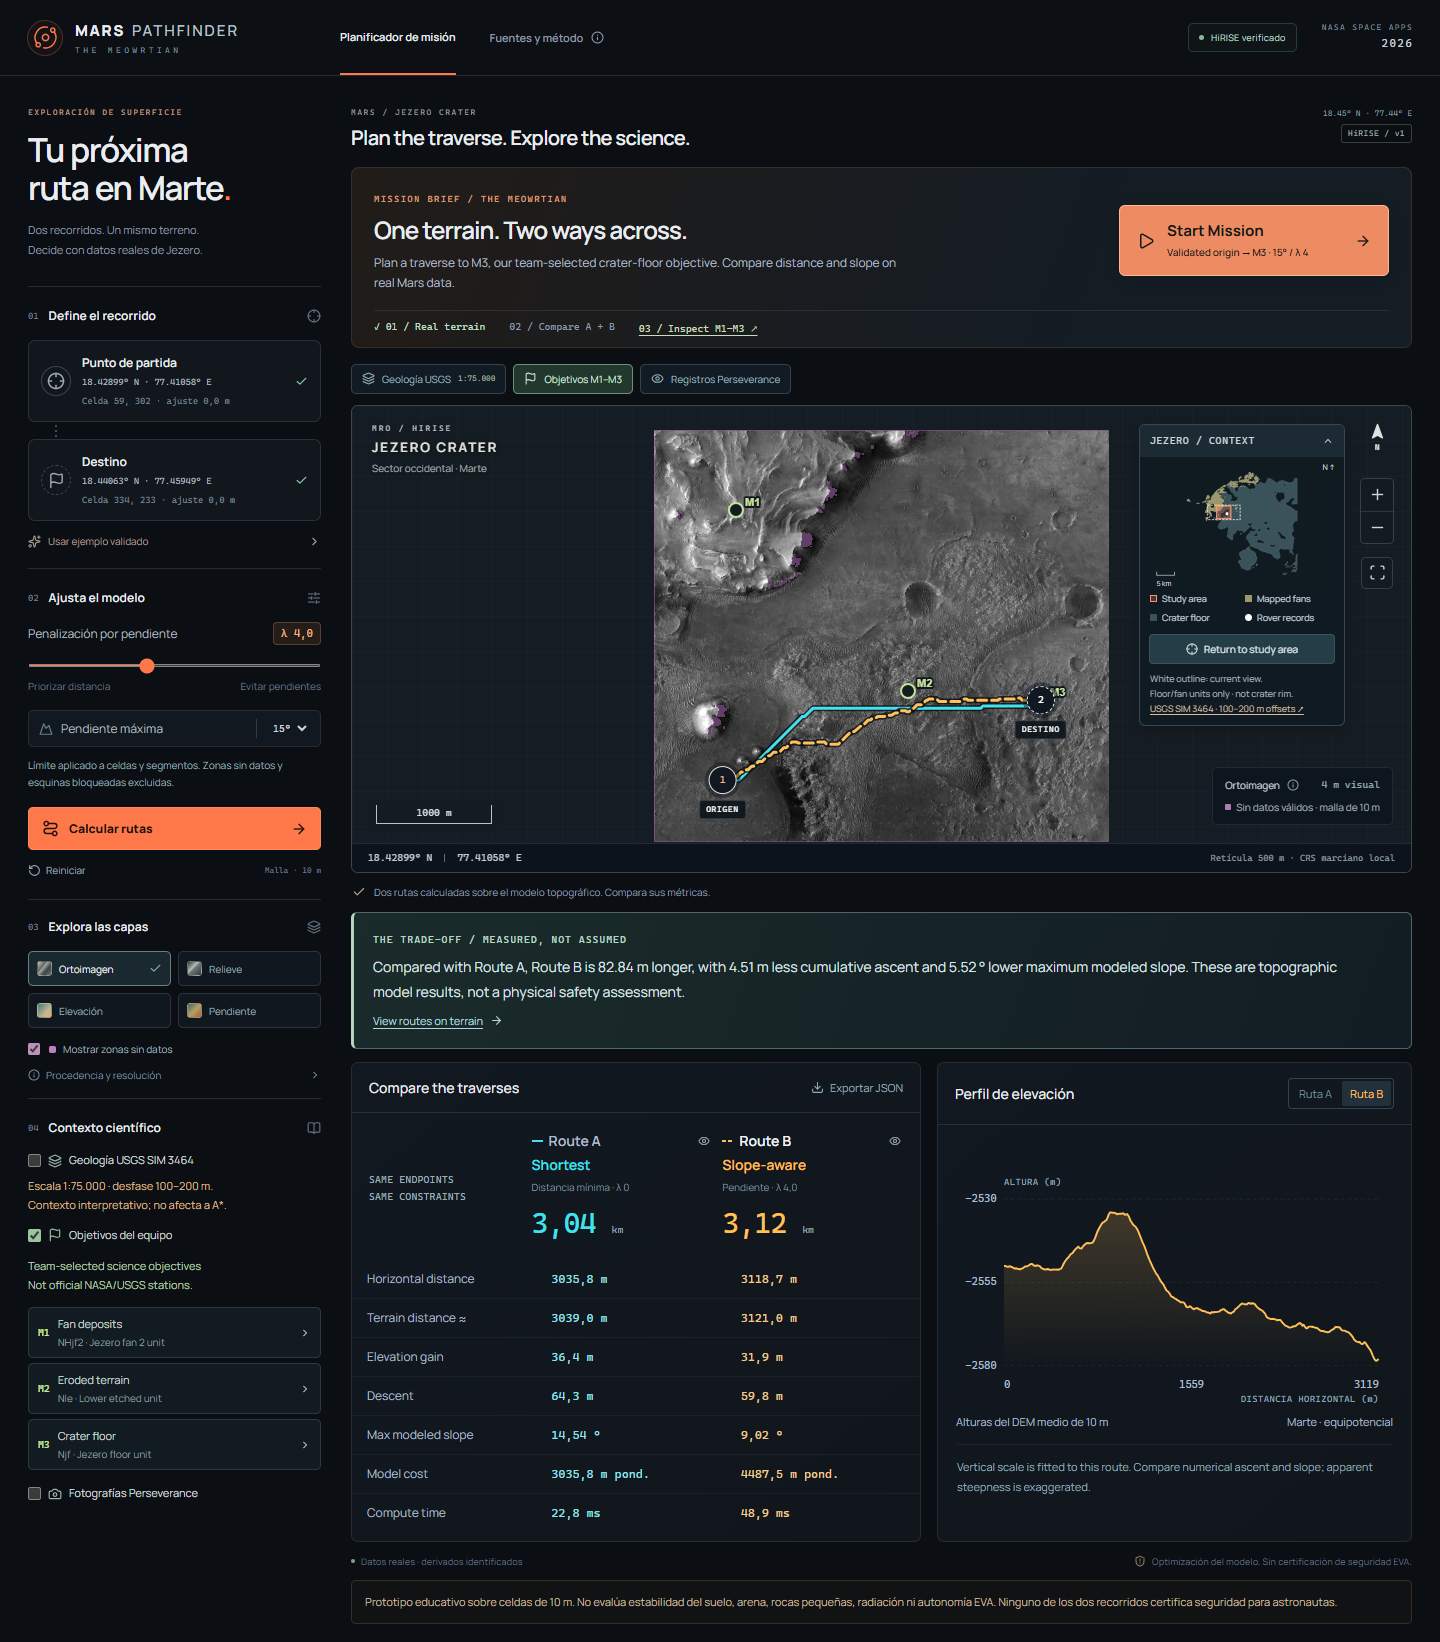 MARS PATHFINDER
THE MEOWRTIAN
Planificador de misión
Fuentes y método
HiRISE verificado
NASA SPACE APPS
2026
EXPLORACIÓN DE SUPERFICIE
Tu próxima
ruta en Marte.
Dos recorridos. Un mismo terreno.
Decide con datos reales de Jezero.
01 Define el recorrido
Punto de partida
18.42899° N · 77.41058° E
Celda 59, 302 · ajuste 0,0 m
Destino
18.44063° N · 77.45949° E
Celda 334, 233 · ajuste 0,0 m
Usar ejemplo validado
02 Ajusta el modelo
Penalización por pendiente
λ 4,0
Priorizar distancia
Evitar pendientes
Pendiente máxima
15°
Límite aplicado a celdas y segmentos. Zonas sin datos y
esquinas bloqueadas excluidas.
Calcular rutas
Reiniciar
Malla · 10 m
03 Explora las capas
Ortoimagen
Relieve
Elevación
Pendiente
Mostrar zonas sin datos
Procedencia y resolución
04 Contexto científico
Geología USGS SIM 3464
Escala 1:75.000 · desfase 100–200 m.
Contexto interpretativo; no afecta a A*.
Objetivos del equipo
Team-selected science objectives
Not official NASA/USGS stations.
M1
Fan deposits
NHjf2 · Jezero fan 2 unit
M2
Eroded terrain
Nle · Lower etched unit
M3
Crater floor
Njf · Jezero floor unit
Fotografías Perseverance
MARS / JEZERO CRATER
Plan the traverse. Explore the science.
18.45° N · 77.44° E
HiRISE / v1
MISSION BRIEF / THE MEOWRTIAN
One terrain. Two ways across.
Plan a traverse to M3, our team-selected crater-floor objective. Compare distance and slope on
real Mars data.
Start Mission
Validated origin → M3 · 15° / λ 4
✓ 01 / Real terrain
02 / Compare A + B
03 / Inspect M1–M3 ↗
Geología USGS 1:75.000
Objetivos M1–M3
Registros Perseverance
MRO / HIRISE
JEZERO CRATER
Sector occidental · Marte
M1
M2
M3
1
ORIGEN
2
DESTINO
1000 m
JEZERO / CONTEXT
N ↑
5 km
Study area
Mapped fans
Crater floor
Rover records
Return to study area
White outline: current view.
Floor/fan units only · not crater rim.
USGS SIM 3464 · 100–200 m offsets ↗
N
+
−
Ortoimagen
4 m visual
Sin datos válidos · malla de 10 m
18.42899° N | 77.41058° E
Retícula 500 m · CRS marciano local
Dos rutas calculadas sobre el modelo topográfico. Compara sus métricas.
THE TRADE-OFF / MEASURED, NOT ASSUMED
Compared with Route A, Route B is 82.84 m longer, with 4.51 m less cumulative ascent and 5.52° lower maximum modeled slope. These are topographic
model results, not a physical safety assessment.
View routes on terrain
Compare the traverses
Exportar JSON
SAME ENDPOINTS
SAME CONSTRAINTS
Route A
Shortest
Distancia mínima · λ 0
3,04 km
Route B
Slope-aware
Pendiente · λ 4,0
3,12 km
Horizontal distance 3035,8 m 3118,7 m
Terrain distance ≈ 3039,0 m 3121,0 m
Elevation gain 36,4 m 31,9 m
Descent 64,3 m 59,8 m
Max modeled slope 14,54 ° 9,02 °
Model cost 3035,8 m pond. 4487,5 m pond.
Compute time 22,8 ms 48,9 ms
Perfil de elevación
Ruta A
Ruta B
ALTURA (m)
−2530
−2555
−2580
0
1559
3119
DISTANCIA HORIZONTAL (m)
Alturas del DEM medio de 10 m
Marte · equipotencial
Vertical scale is fitted to this route. Compare numerical ascent and slope; apparent
steepness is exaggerated.
Datos reales · derivados identificados
Optimización del modelo. Sin certificación de seguridad EVA.
Prototipo educativo sobre celdas de 10 m. No evalúa estabilidad del suelo, arena, rocas pequeñas, radiación ni autonomía EVA. Ninguno de los dos recorridos certifica seguridad para astronautas.